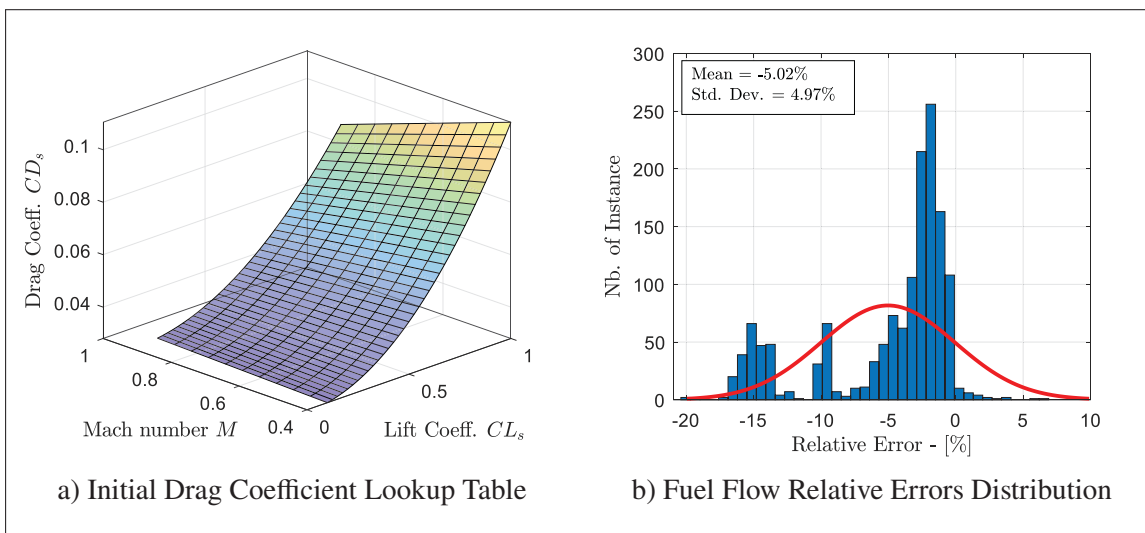 0.1
0.08
0.06
0.04
Drag Coeff. CD_s
1
0.8
0.6
0.4
Mach number M
0
0.5
1
Lift Coeff. CL_s
a) Initial Drag Coefficient Lookup Table
300
250
200
150
100
50
0
Nb. of Instance
Mean = -5.02%
Std. Dev. = 4.97%
-20
-15
-10
-5
0
5
10
Relative Error - [%]
b) Fuel Flow Relative Errors Distribution